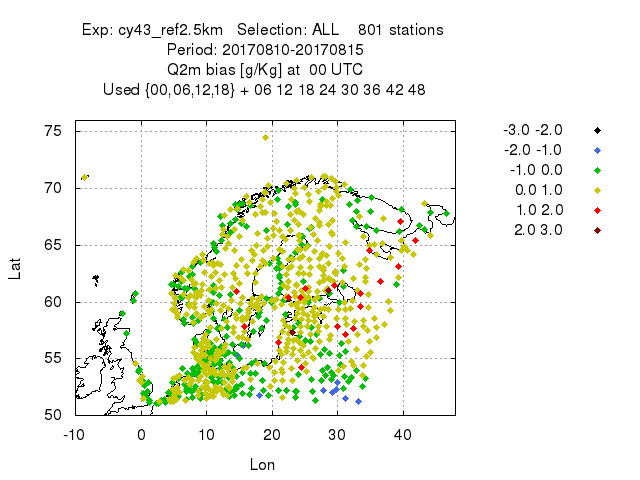 Exp: cy43_ref2.5km   Selection: ALL    801 stations
Period: 20170810-20170815
Q2m bias [g/Kg] at  00 UTC
Used {00,06,12,18} + 06 12 18 24 30 36 42 48
75
70
65
60
55
50
Lat
-10 0 10 20 30 40
Lon
-3.0 -2.0
-2.0 -1.0
-1.0 0.0
0.0 1.0
1.0 2.0
2.0 3.0